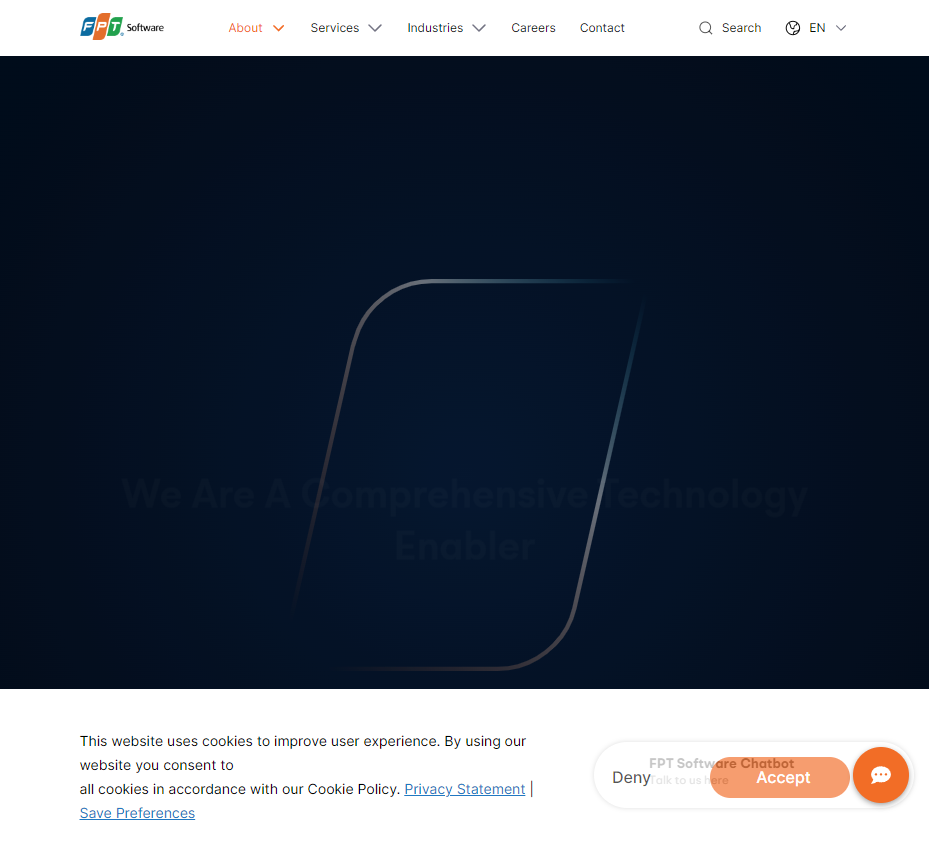 FPT Software
About
Services
Industries
Careers
Contact
Search
EN
We Are A Comprehensive Technology
Enabler
This website uses cookies to improve user experience. By using our
website you consent to
all cookies in accordance with our Cookie Policy. Privacy Statement |
Save Preferences
FPT Software Chatbot
Talk to us here
Deny
Accept